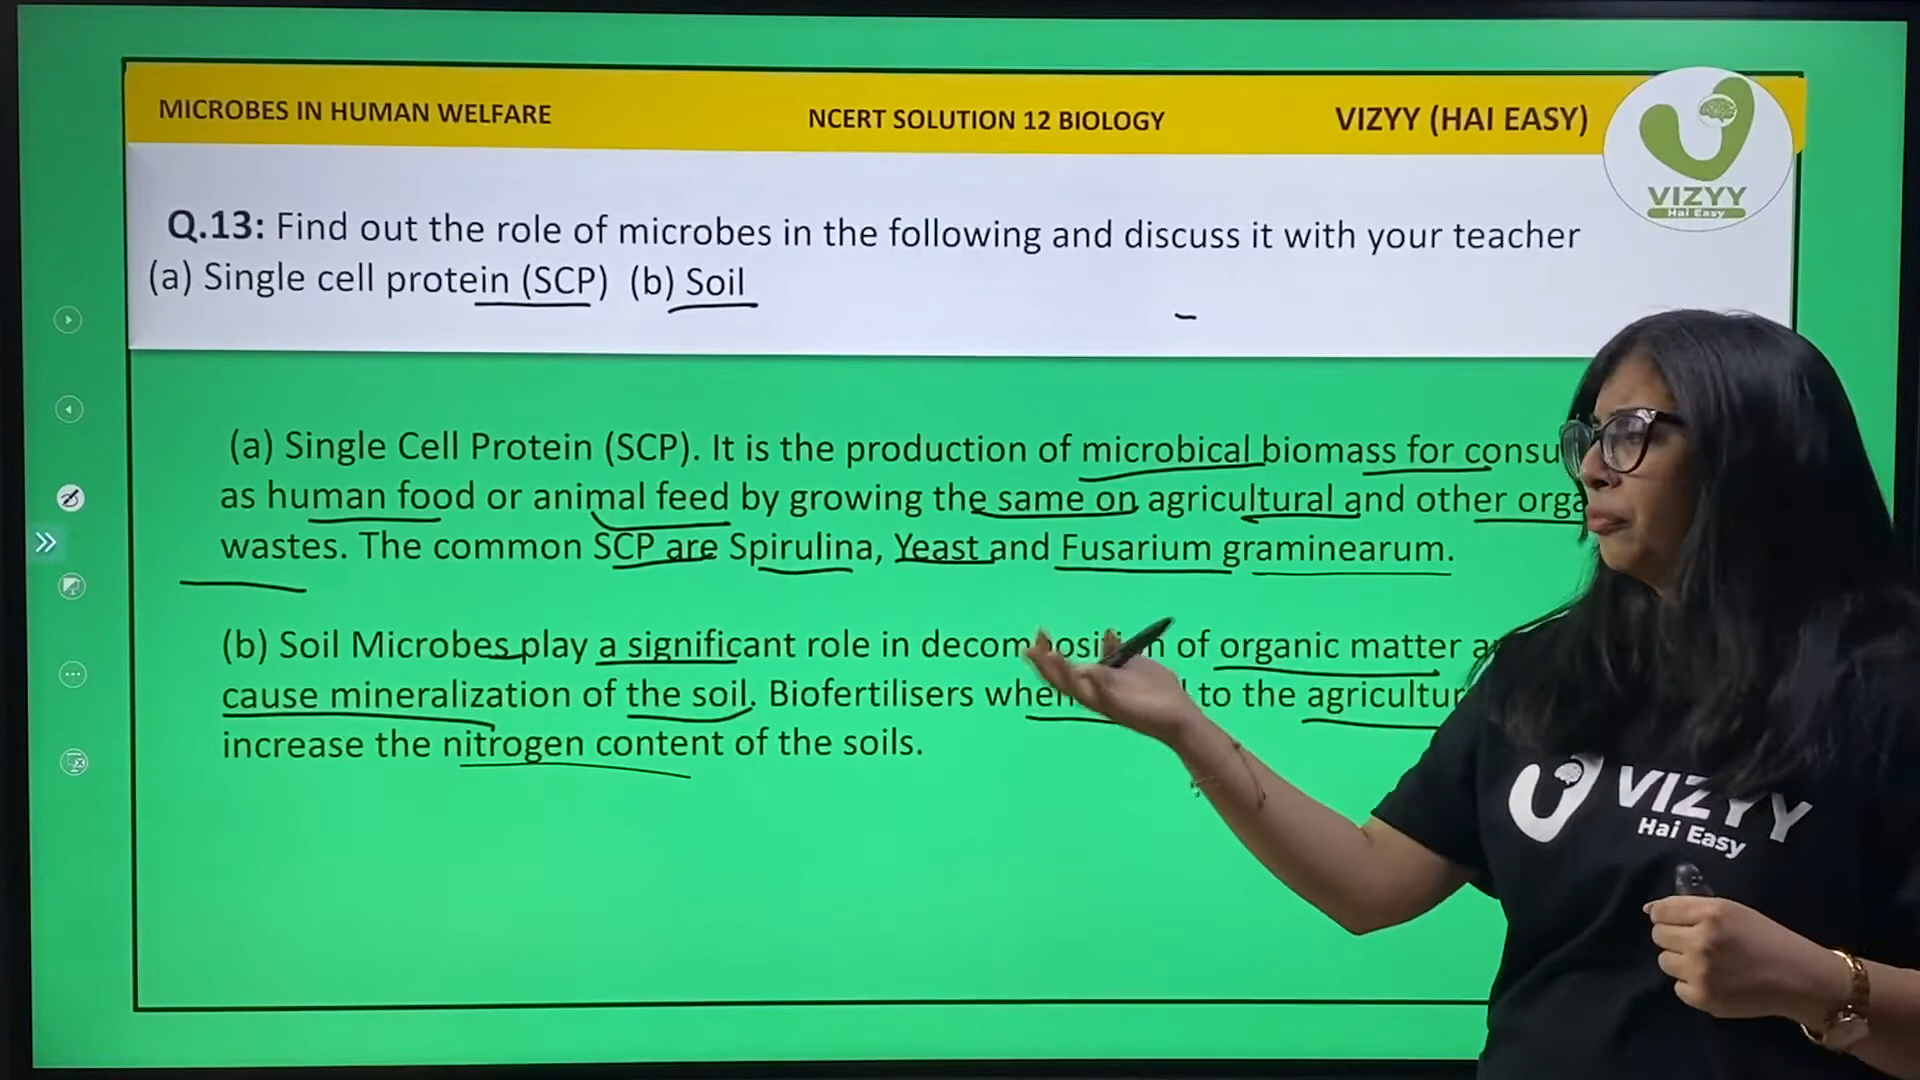 MICROBES IN HUMAN WELFARE NCERT SOLUTION 12 BIOLOGY VIZYY (HAI EASY)
VIZYY
Hai Easy
Q.13: Find out the role of microbes in the following and discuss it with your teacher
(a) Single cell protein (SCP) (b) Soil
(a) Single Cell Protein (SCP). It is the production of microbical biomass for
as human food or animal feed by growing the same on agricultural and other
wastes. The common SCP are Spirulina, Yeast and Fusarium graminearum.
(b) Soil Microbes play a significant role in of organic matter
cause mineralization of the soil. Biofertilisers to the
increase the nitrogen content of the soils.
VIZYY
Hai Easy